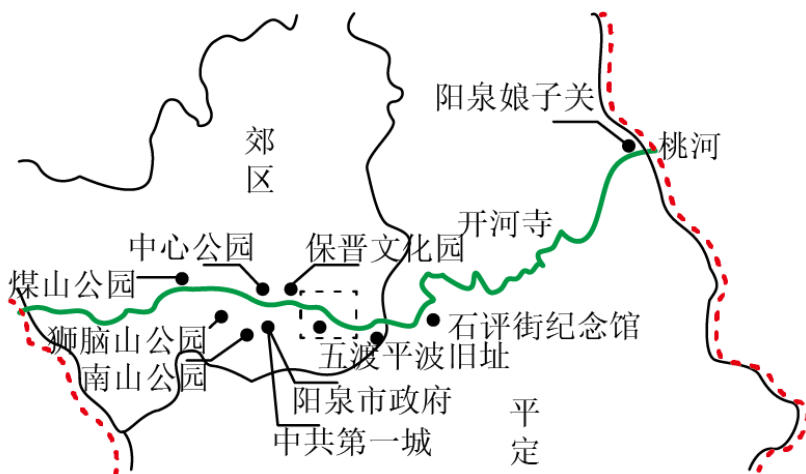 阳泉娘子关
郊
区
桃河
开河寺
中心公园
保晋文化园
煤山公园
石评街纪念馆
狮脑山公园
五渡平波旧址
南山公园
阳泉市政府
平
定
中共第一城